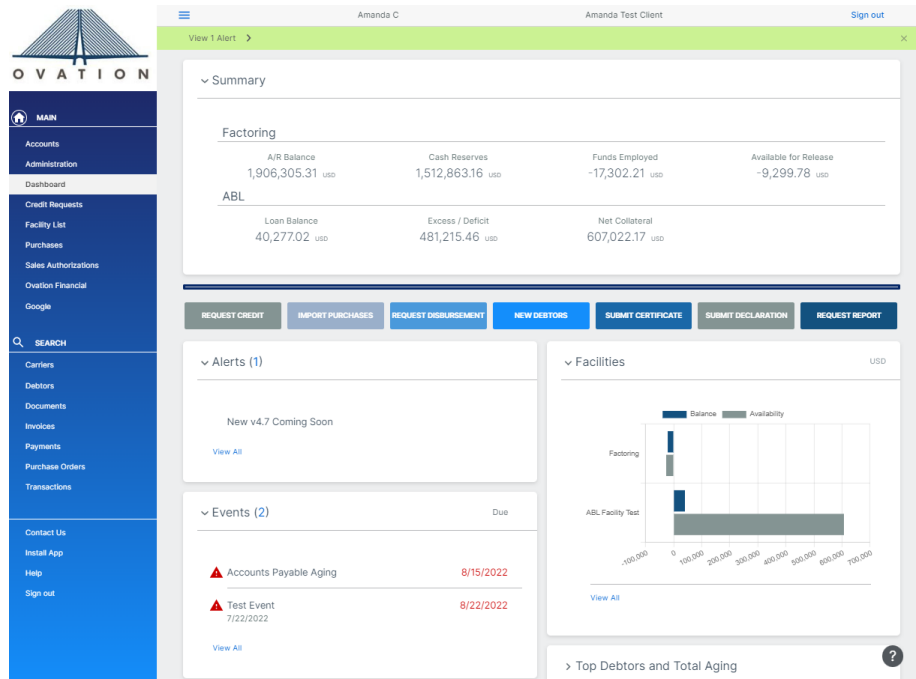 OVATION
MAIN
Accounts
Administration
Dashboard
Credit Requests
Facility List
Purchases
Sales Authorizations
Ovation Financial
Google
SEARCH
Carriers
Debtors
Documents
Invoices
Payments
Purchase Orders
Transactions
Contact Us
Install App
Help
Sign out
Amanda C Amanda Test Client Sign out
View 1 Alert > ×
Summary
Factoring
A/R Balance Cash Reserves Funds Employed Available for Release
1,906,305.31 USD 1,512,863.16 USD -17,302.21 USD -9,299.78 USD
ABL
Loan Balance Excess / Deficit Net Collateral
40,277.02 USD 481,215.46 USD 607,022.17 USD
REQUEST CREDIT IMPORT PURCHASES REQUEST DISBURSEMENT NEW DEBTORS SUBMIT CERTIFICATE SUBMIT DECLARATION REQUEST REPORT
Alerts (1)
New v4.7 Coming Soon
View All
Events (2) Due
Accounts Payable Aging 8/15/2022
Test Event 8/22/2022
7/22/2022
View All
Facilities USD
Balance Availability
Factoring
ABL Facility Test
-100,000 0 100,000 200,000 300,000 400,000 500,000 600,000 700,000
View All
Top Debtors and Total Aging
?